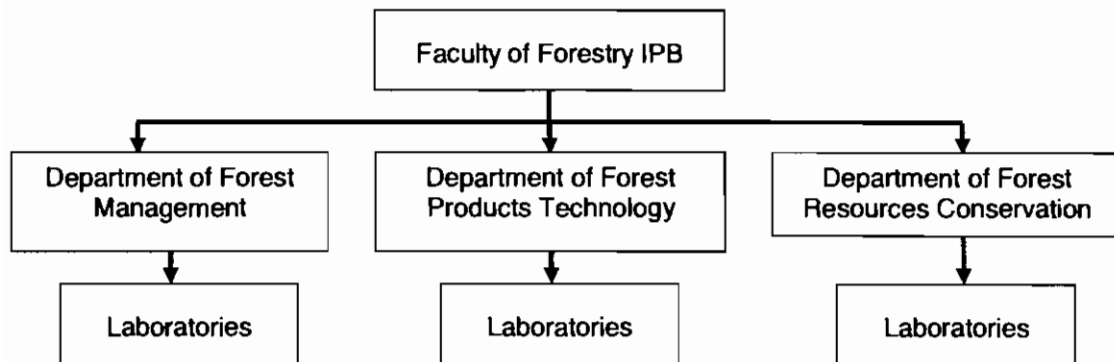 Faculty of Forestry IPB
Department of Forest
Management
Department of Forest
Products Technology
Department of Forest
Resources Conservation
Laboratories
Laboratories
Laboratories